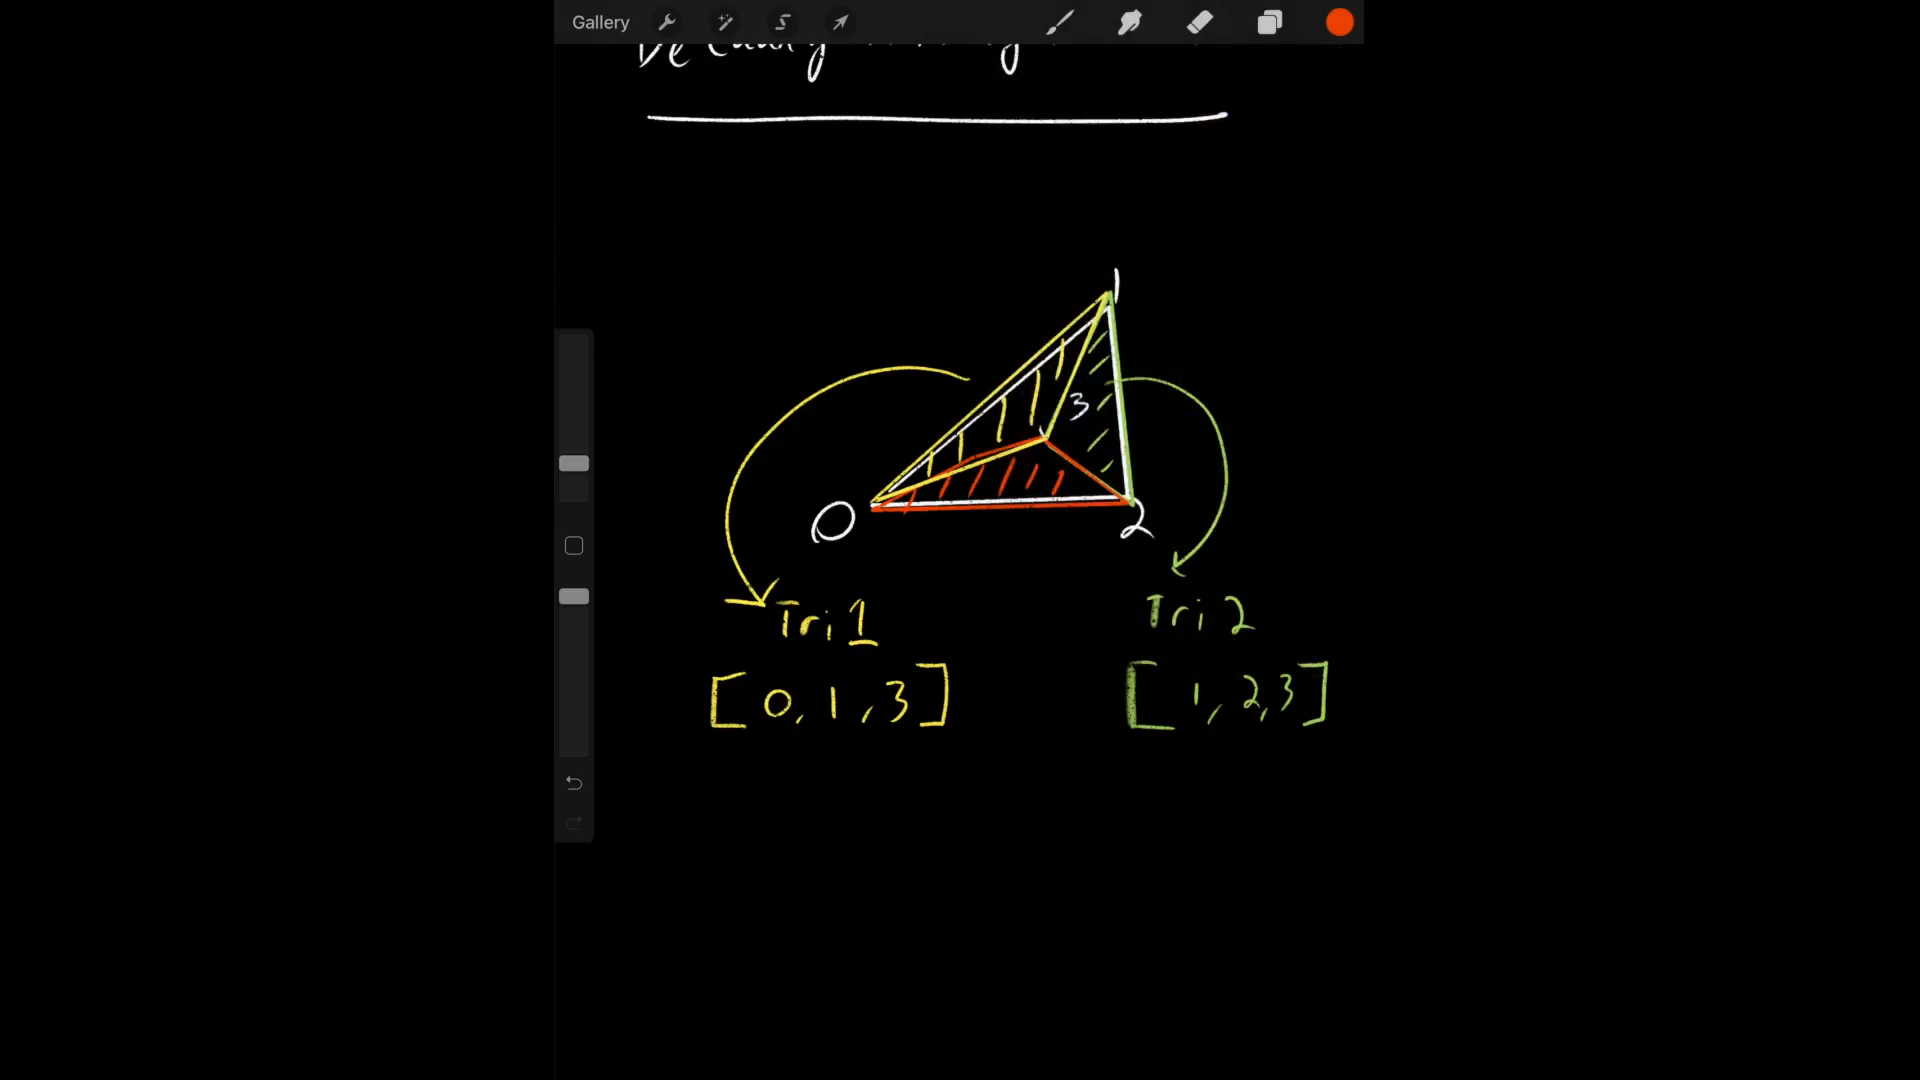 Gallery
1
3
0
2
Tri 1
Tri 2
[0, 1, 3]
[1, 2, 3]